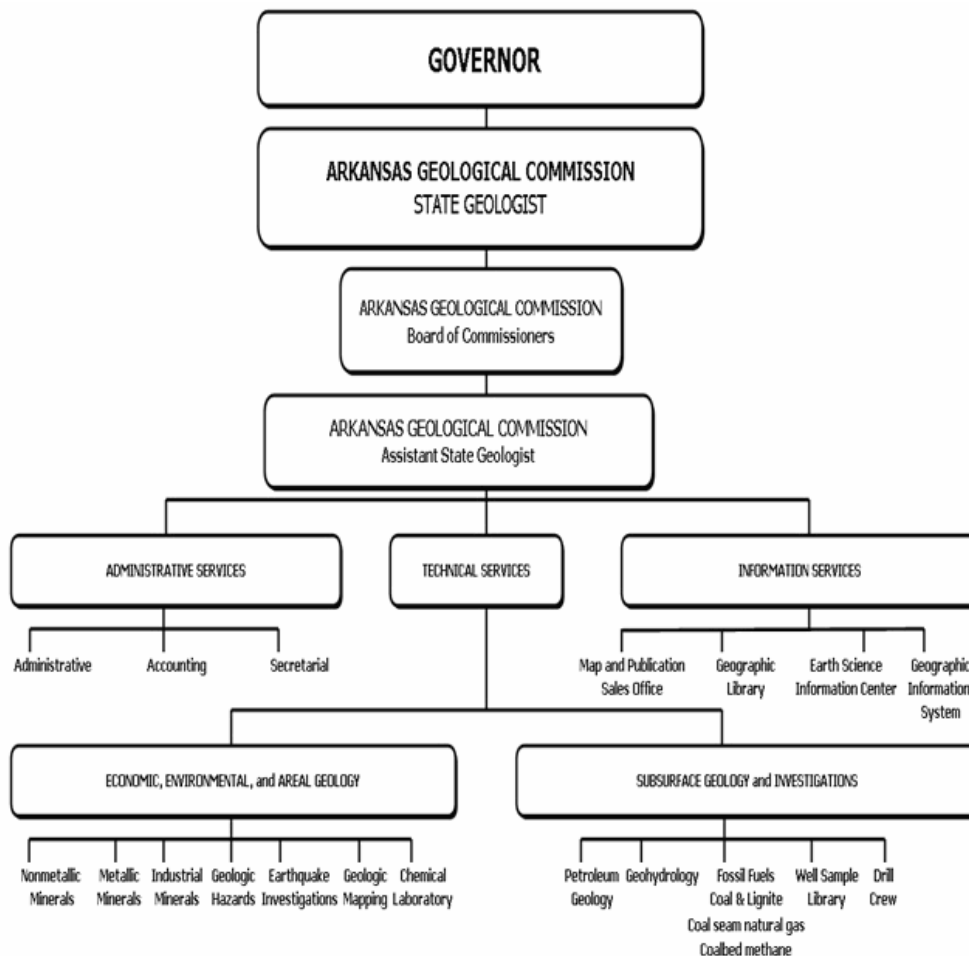 GOVERNOR
ARKANSAS GEOLOGICAL COMMISSION
STATE GEOLOGIST
ARKANSAS GEOLOGICAL COMMISSION
Board of Commissioners
ARKANSAS GEOLOGICAL COMMISSION
Assistant State Geologist
ADMINISTRATIVE SERVICES
TECHNICAL SERVICES
INFORMATION SERVICES
Administrative
Accounting
Secretarial
Map and Publication
Sales Office
Geographic
Library
Earth Science
Information Center
Geographic
Information
System
ECONOMIC, ENVIRONMENTAL, and AREAL GEOLOGY
SUBSURFACE GEOLOGY and INVESTIGATIONS
Nonmetallic
Minerals
Metallic
Minerals
Industrial
Minerals
Geologic
Hazards
Earthquake
Investigations
Geologic
Mapping
Chemical
Laboratory
Petroleum
Geology
Geohydrology
Fossil Fuels
Coal & Lignite
Coal seam natural gas
Coalbed methane
Well Sample
Library
Drill
Crew